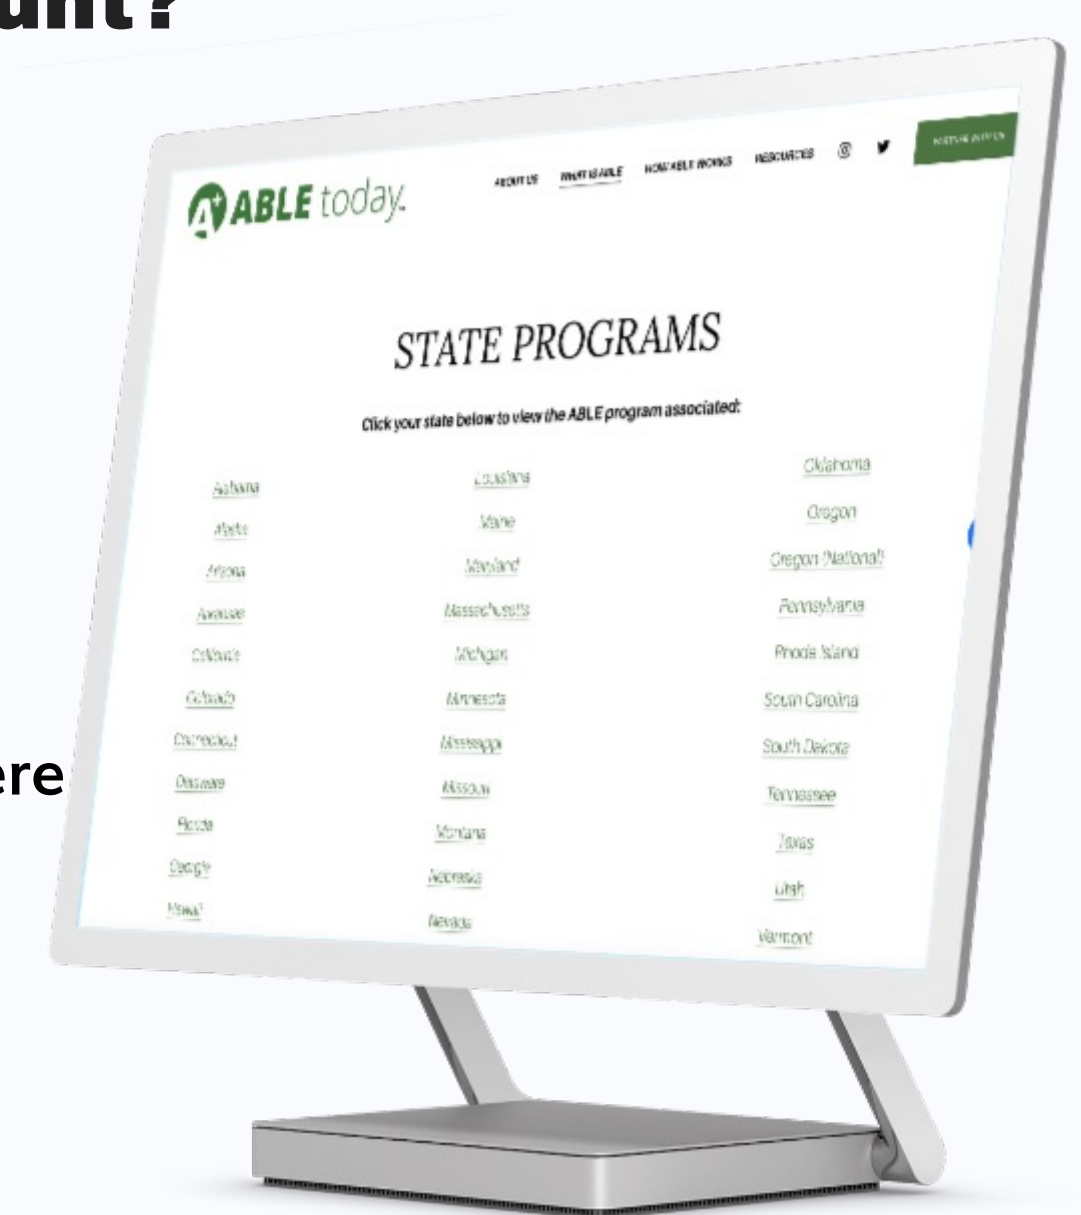 unt?
ABLE today.
ABOUT US WHAT IS ABLE HOW ABLE WORKS RESOURCES PARTNER WITH US
STATE PROGRAMS
Click your state below to view the ABLE program associated:
Alabama Louisiana Oklahoma
Alaska Maine Oregon
Arizona Maryland Oregon (National)
Arkansas Massachusetts Pennsylvania
California Michigan Rhode Island
Colorado Minnesota South Carolina
Connecticut Mississippi South Dakota
ere
Delaware Missouri Tennessee
Florida Montana Texas
Georgia Nebraska Utah
Hawaii Nevada Vermont